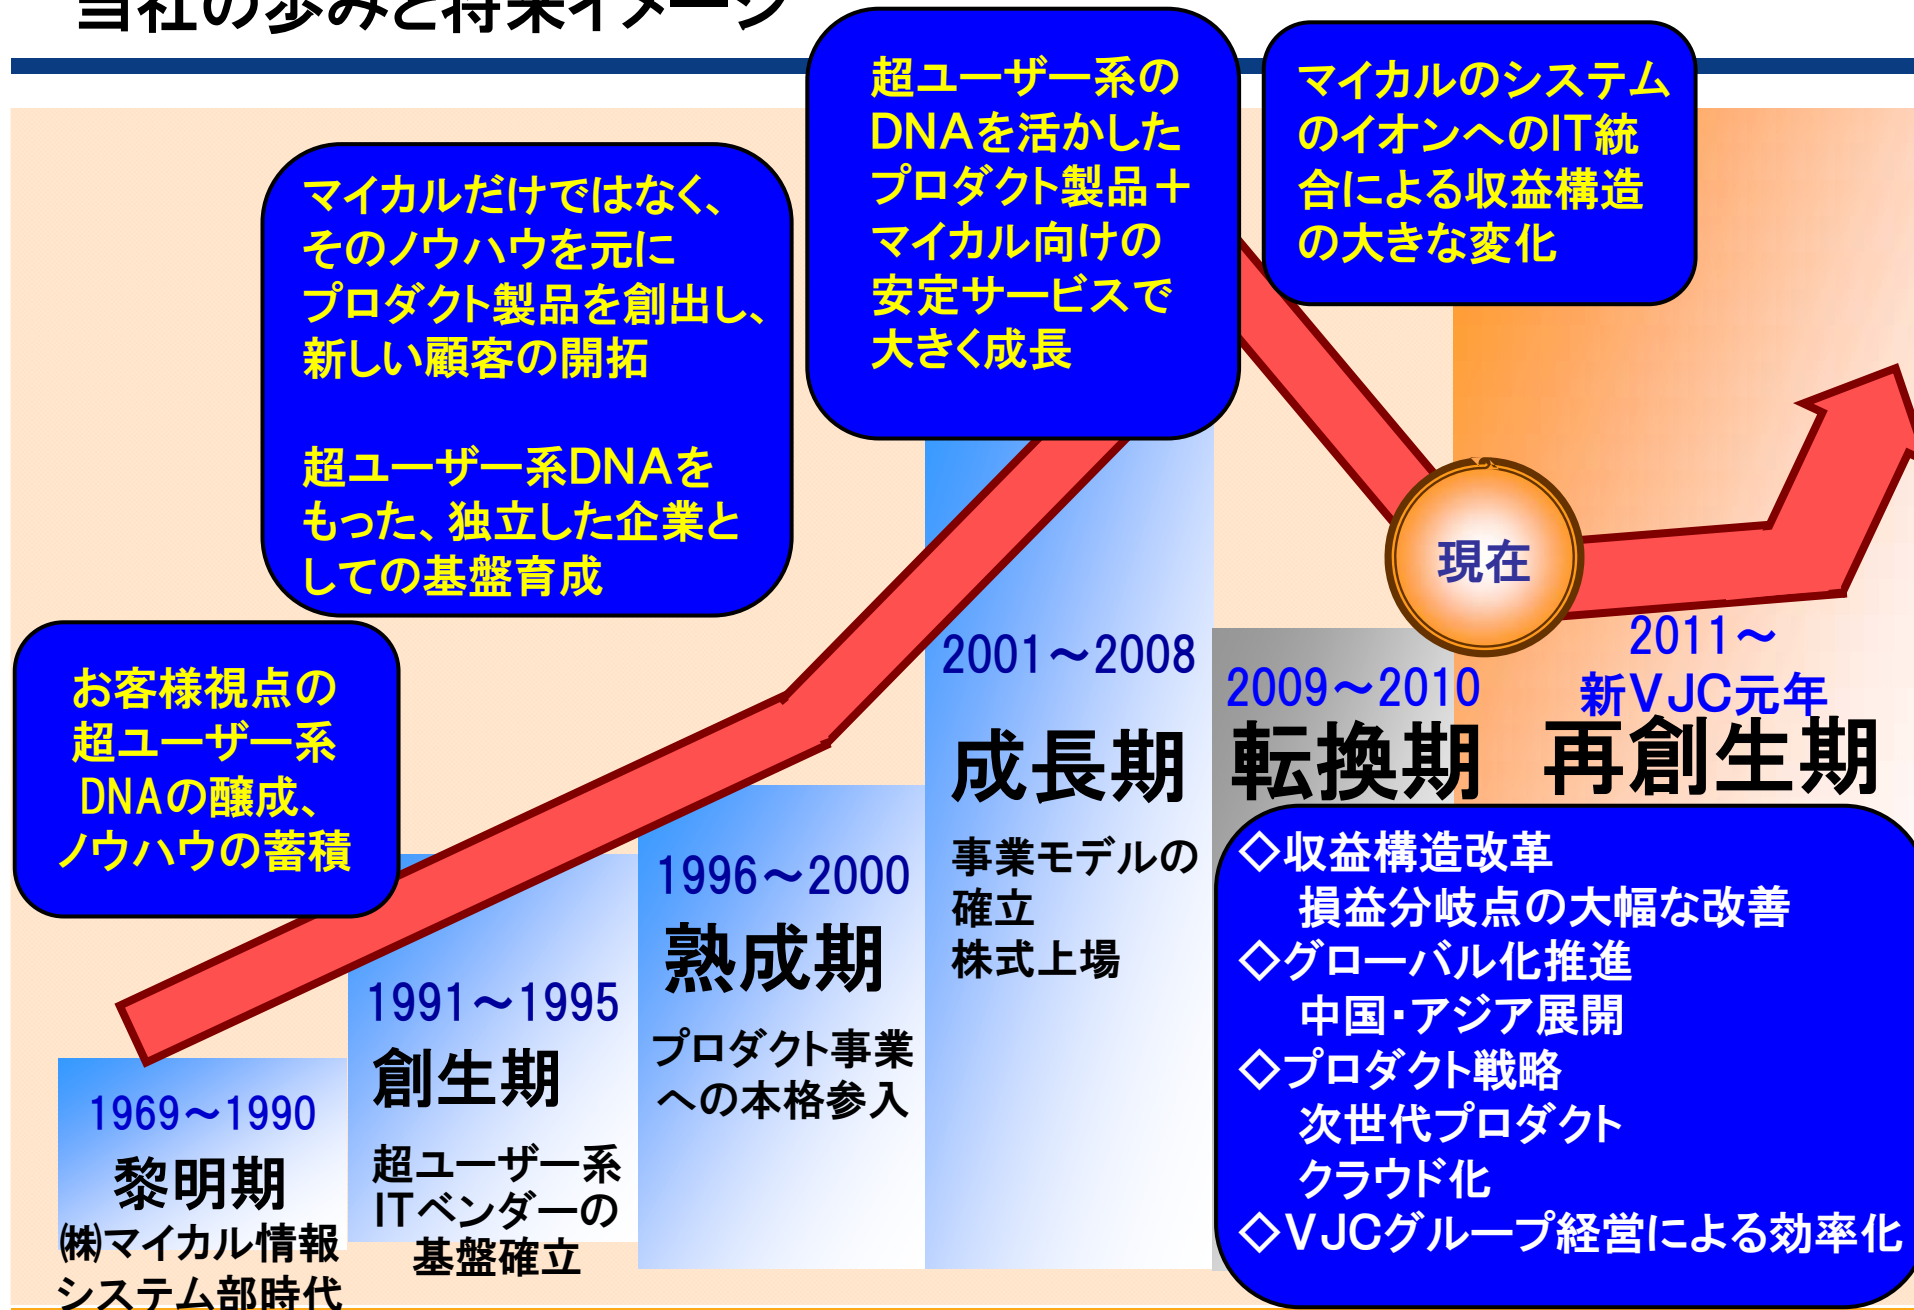 当社の歩みと将来イメージ
超ユーザー系の
DNAを活かした
プロダクト製品＋
マイカル向けの
安定サービスで
大きく成長
マイカルのシステム
のイオンへのIT統
合による収益構造
の大きな変化
マイカルだけではなく、
そのノウハウを元に
プロダクト製品を創出し、
新しい顧客の開拓
超ユーザー系DNAを
もった、独立した企業と
しての基盤育成
お客様視点の
超ユーザー系
DNAの醸成、
ノウハウの蓄積
現在
1969～1990
黎明期
㈱マイカル情報
システム部時代
1991～1995
創生期
超ユーザー系
ITベンダーの
基盤確立
1996～2000
熟成期
プロダクト事業
への本格参入
2001～2008
成長期
事業モデルの
確立
株式上場
2009～2010
転換期
2011～
新VJC元年
再創生期
◇収益構造改革
損益分岐点の大幅な改善
◇グローバル化推進
中国・アジア展開
◇プロダクト戦略
次世代プロダクト
クラウド化
◇VJCグループ経営による効率化